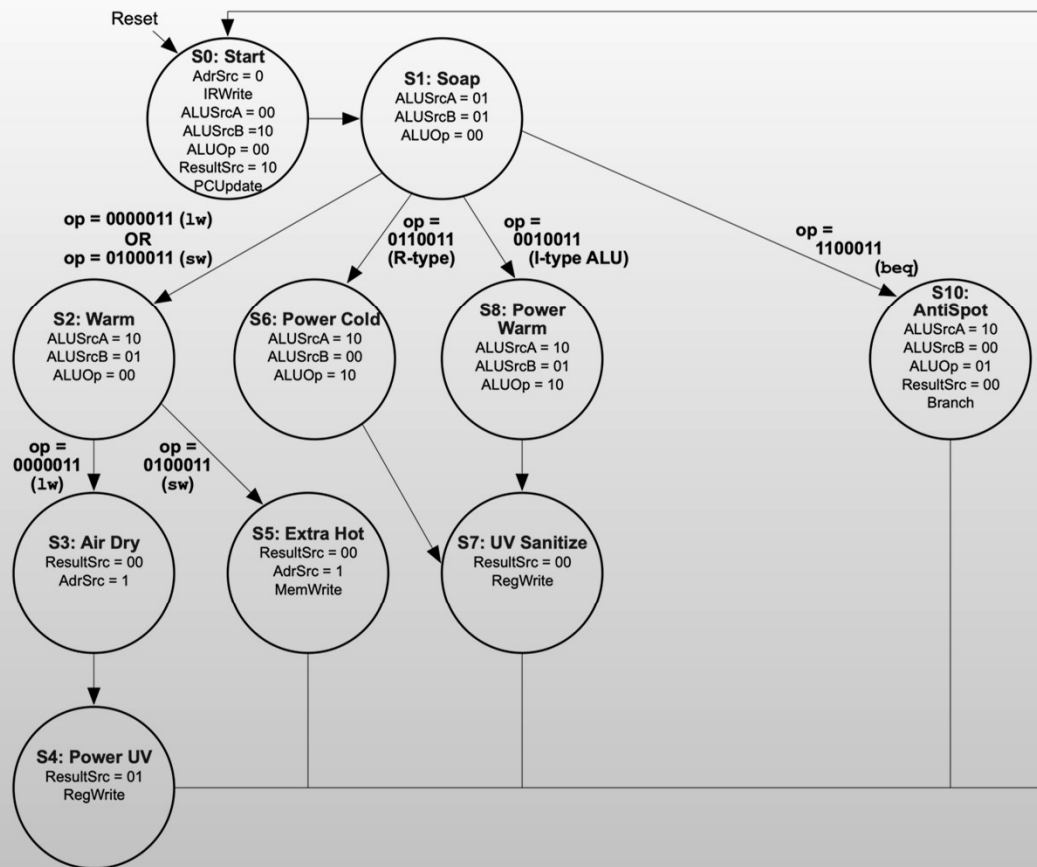 Reset
S0: Start
AdrSrc = 0
IRWrite
ALUSrcA = 00
ALUSrcB = 10
ALUOp = 00
ResultSrc = 10
PCUpdate
S1: Soap
ALUSrcA = 01
ALUSrcB = 01
ALUOp = 00
op = 0000011 (lw)
OR
op = 0100011 (sw)
op =
0110011
(R-type)
op =
0010011
(I-type ALU)
op =
1100011
(beq)
S2: Warm
ALUSrcA = 10
ALUSrcB = 01
ALUOp = 00
S6: Power Cold
ALUSrcA = 10
ALUSrcB = 00
ALUOp = 10
S8: Power
Warm
ALUSrcA = 10
ALUSrcB = 01
ALUOp = 10
S10:
AntiSpot
ALUSrcA = 10
ALUSrcB = 00
ALUOp = 01
ResultSrc = 00
Branch
op =
0000011
(lw)
op =
0100011
(sw)
S3: Air Dry
ResultSrc = 00
AdrSrc = 1
S5: Extra Hot
ResultSrc = 00
AdrSrc = 1
MemWrite
S7: UV Sanitize
ResultSrc = 00
RegWrite
S4: Power UV
ResultSrc = 01
RegWrite